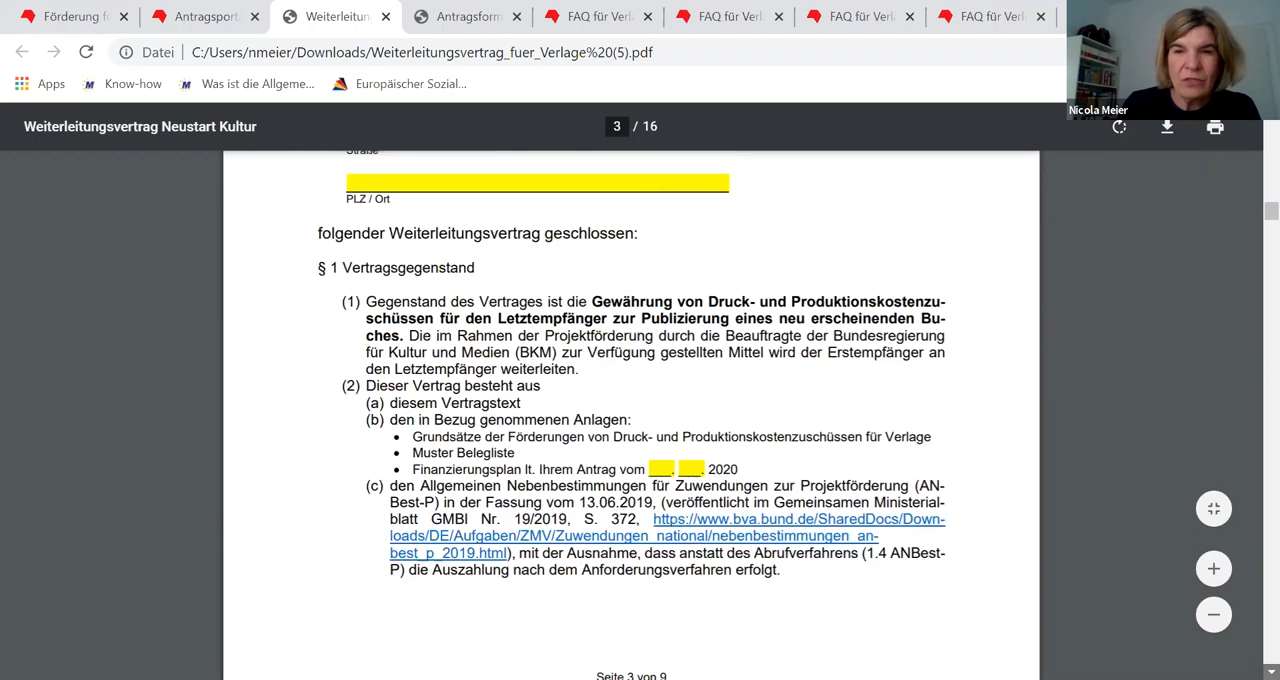 Förderung f
Antragsporta
Weiterleitun
Antragsform
FAQ für Verla
FAQ für Verla
FAQ für Verla
FAQ für Verla
Datei C:/Users/nmeier/Downloads/Weiterleitungsvertrag_fuer_Verlage%20(5).pdf
Apps Know-how Was ist die Allgeme... Europäischer Sozial...
Nicola Meier
Weiterleitungsvertrag Neustart Kultur 3 / 16
Straße
PLZ / Ort
folgender Weiterleitungsvertrag geschlossen:
§ 1 Vertragsgegenstand
(1) Gegenstand des Vertrages ist die Gewährung von Druck- und Produktionskostenzu-
schüssen für den Letztempfänger zur Publizierung eines neu erscheinenden Bu-
ches. Die im Rahmen der Projektförderung durch die Beauftragte der Bundesregierung
für Kultur und Medien (BKM) zur Verfügung gestellten Mittel wird der Erstempfänger an
den Letztempfänger weiterleiten.
(2) Dieser Vertrag besteht aus
(a) diesem Vertragstext
(b) den in Bezug genommenen Anlagen:
• Grundsätze der Förderungen von Druck- und Produktionskostenzuschüssen für Verlage
• Muster Belegliste
• Finanzierungsplan lt. Ihrem Antrag vom ___. ___. 2020
(c) den Allgemeinen Nebenbestimmungen für Zuwendungen zur Projektförderung (AN-
Best-P) in der Fassung vom 13.06.2019, (veröffentlicht im Gemeinsamen Ministerial-
blatt GMBl Nr. 19/2019, S. 372, https://www.bva.bund.de/SharedDocs/Down-
loads/DE/Aufgaben/ZMV/Zuwendungen_national/nebenbestimmungen_an-
best_p_2019.html), mit der Ausnahme, dass anstatt des Abrufverfahrens (1.4 ANBest-
P) die Auszahlung nach dem Anforderungsverfahren erfolgt.
Seite 3 von 9